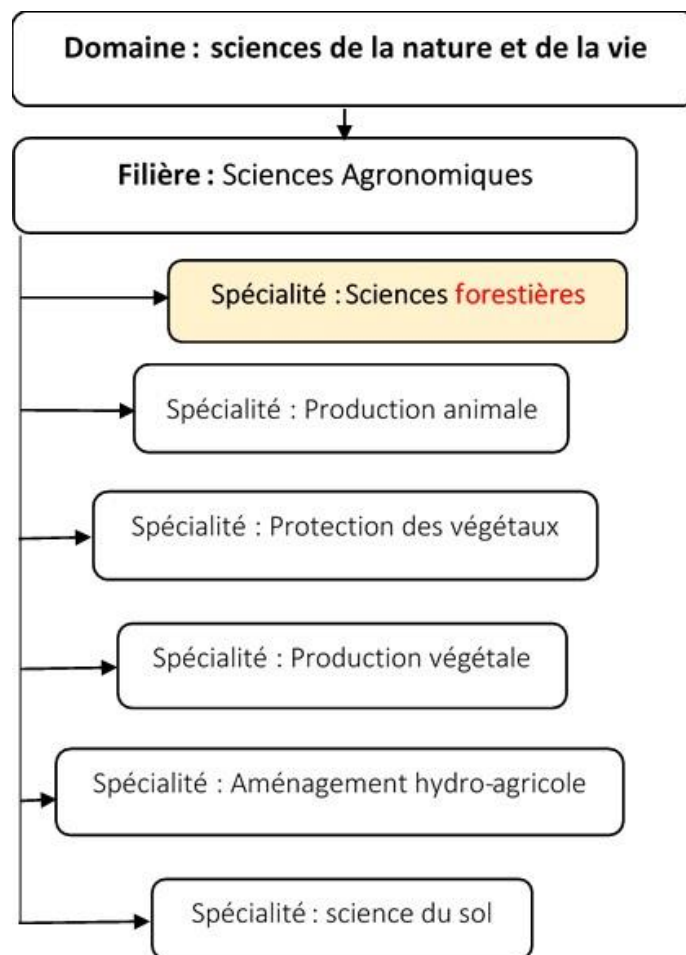 Domaine : sciences de la nature et de la vie
Filière : Sciences Agronomiques
Spécialité : Sciences forestières
Spécialité : Production animale
Spécialité : Protection des végétaux
Spécialité : Production végétale
Spécialité : Aménagement hydro-agricole
Spécialité : science du sol